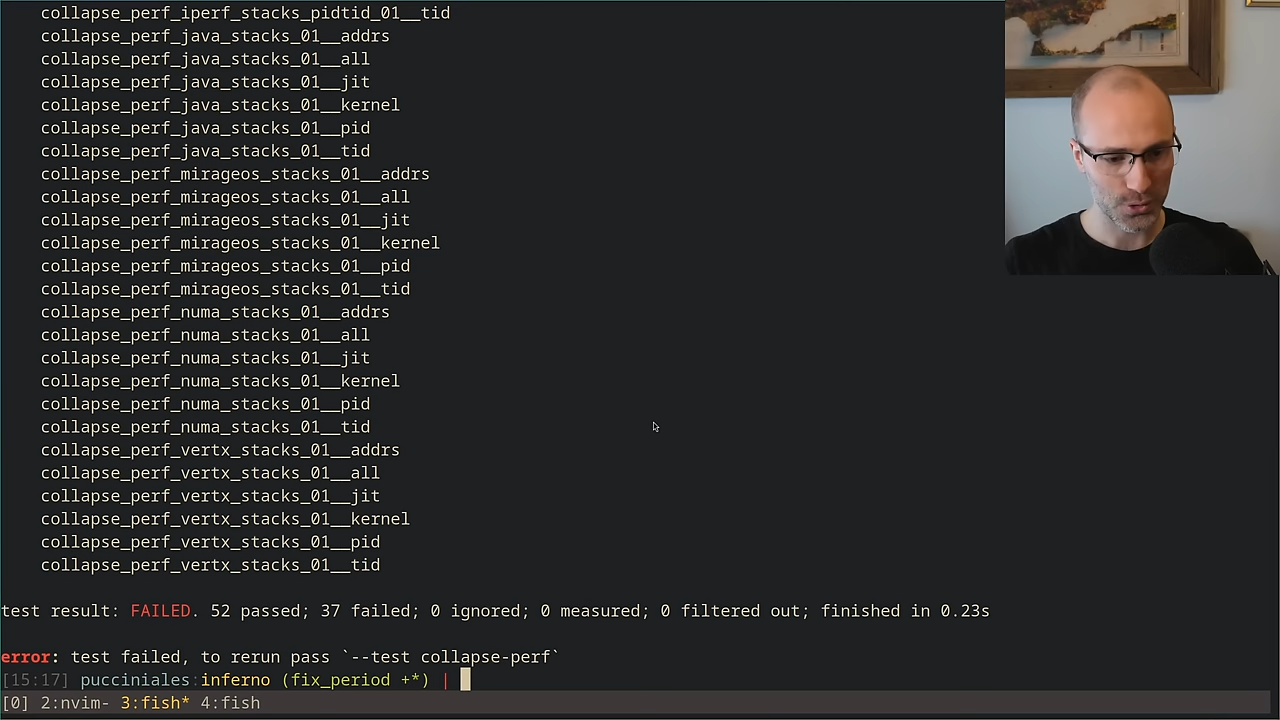 collapse_perf_iperf_stacks_pidtid_01__tid
collapse_perf_java_stacks_01__addrs
collapse_perf_java_stacks_01__all
collapse_perf_java_stacks_01__jit
collapse_perf_java_stacks_01__kernel
collapse_perf_java_stacks_01__pid
collapse_perf_java_stacks_01__tid
collapse_perf_mirageos_stacks_01__addrs
collapse_perf_mirageos_stacks_01__all
collapse_perf_mirageos_stacks_01__jit
collapse_perf_mirageos_stacks_01__kernel
collapse_perf_mirageos_stacks_01__pid
collapse_perf_mirageos_stacks_01__tid
collapse_perf_numa_stacks_01__addrs
collapse_perf_numa_stacks_01__all
collapse_perf_numa_stacks_01__jit
collapse_perf_numa_stacks_01__kernel
collapse_perf_numa_stacks_01__pid
collapse_perf_numa_stacks_01__tid
collapse_perf_vertx_stacks_01__addrs
collapse_perf_vertx_stacks_01__all
collapse_perf_vertx_stacks_01__jit
collapse_perf_vertx_stacks_01__kernel
collapse_perf_vertx_stacks_01__pid
collapse_perf_vertx_stacks_01__tid
test result: FAILED. 52 passed; 37 failed; 0 ignored; 0 measured; 0 filtered out; finished in 0.23s
error: test failed, to rerun pass `--test collapse-perf`
[15:17] pucciniales:inferno (fix_period +*) |
[0] 2:nvim- 3:fish* 4:fish